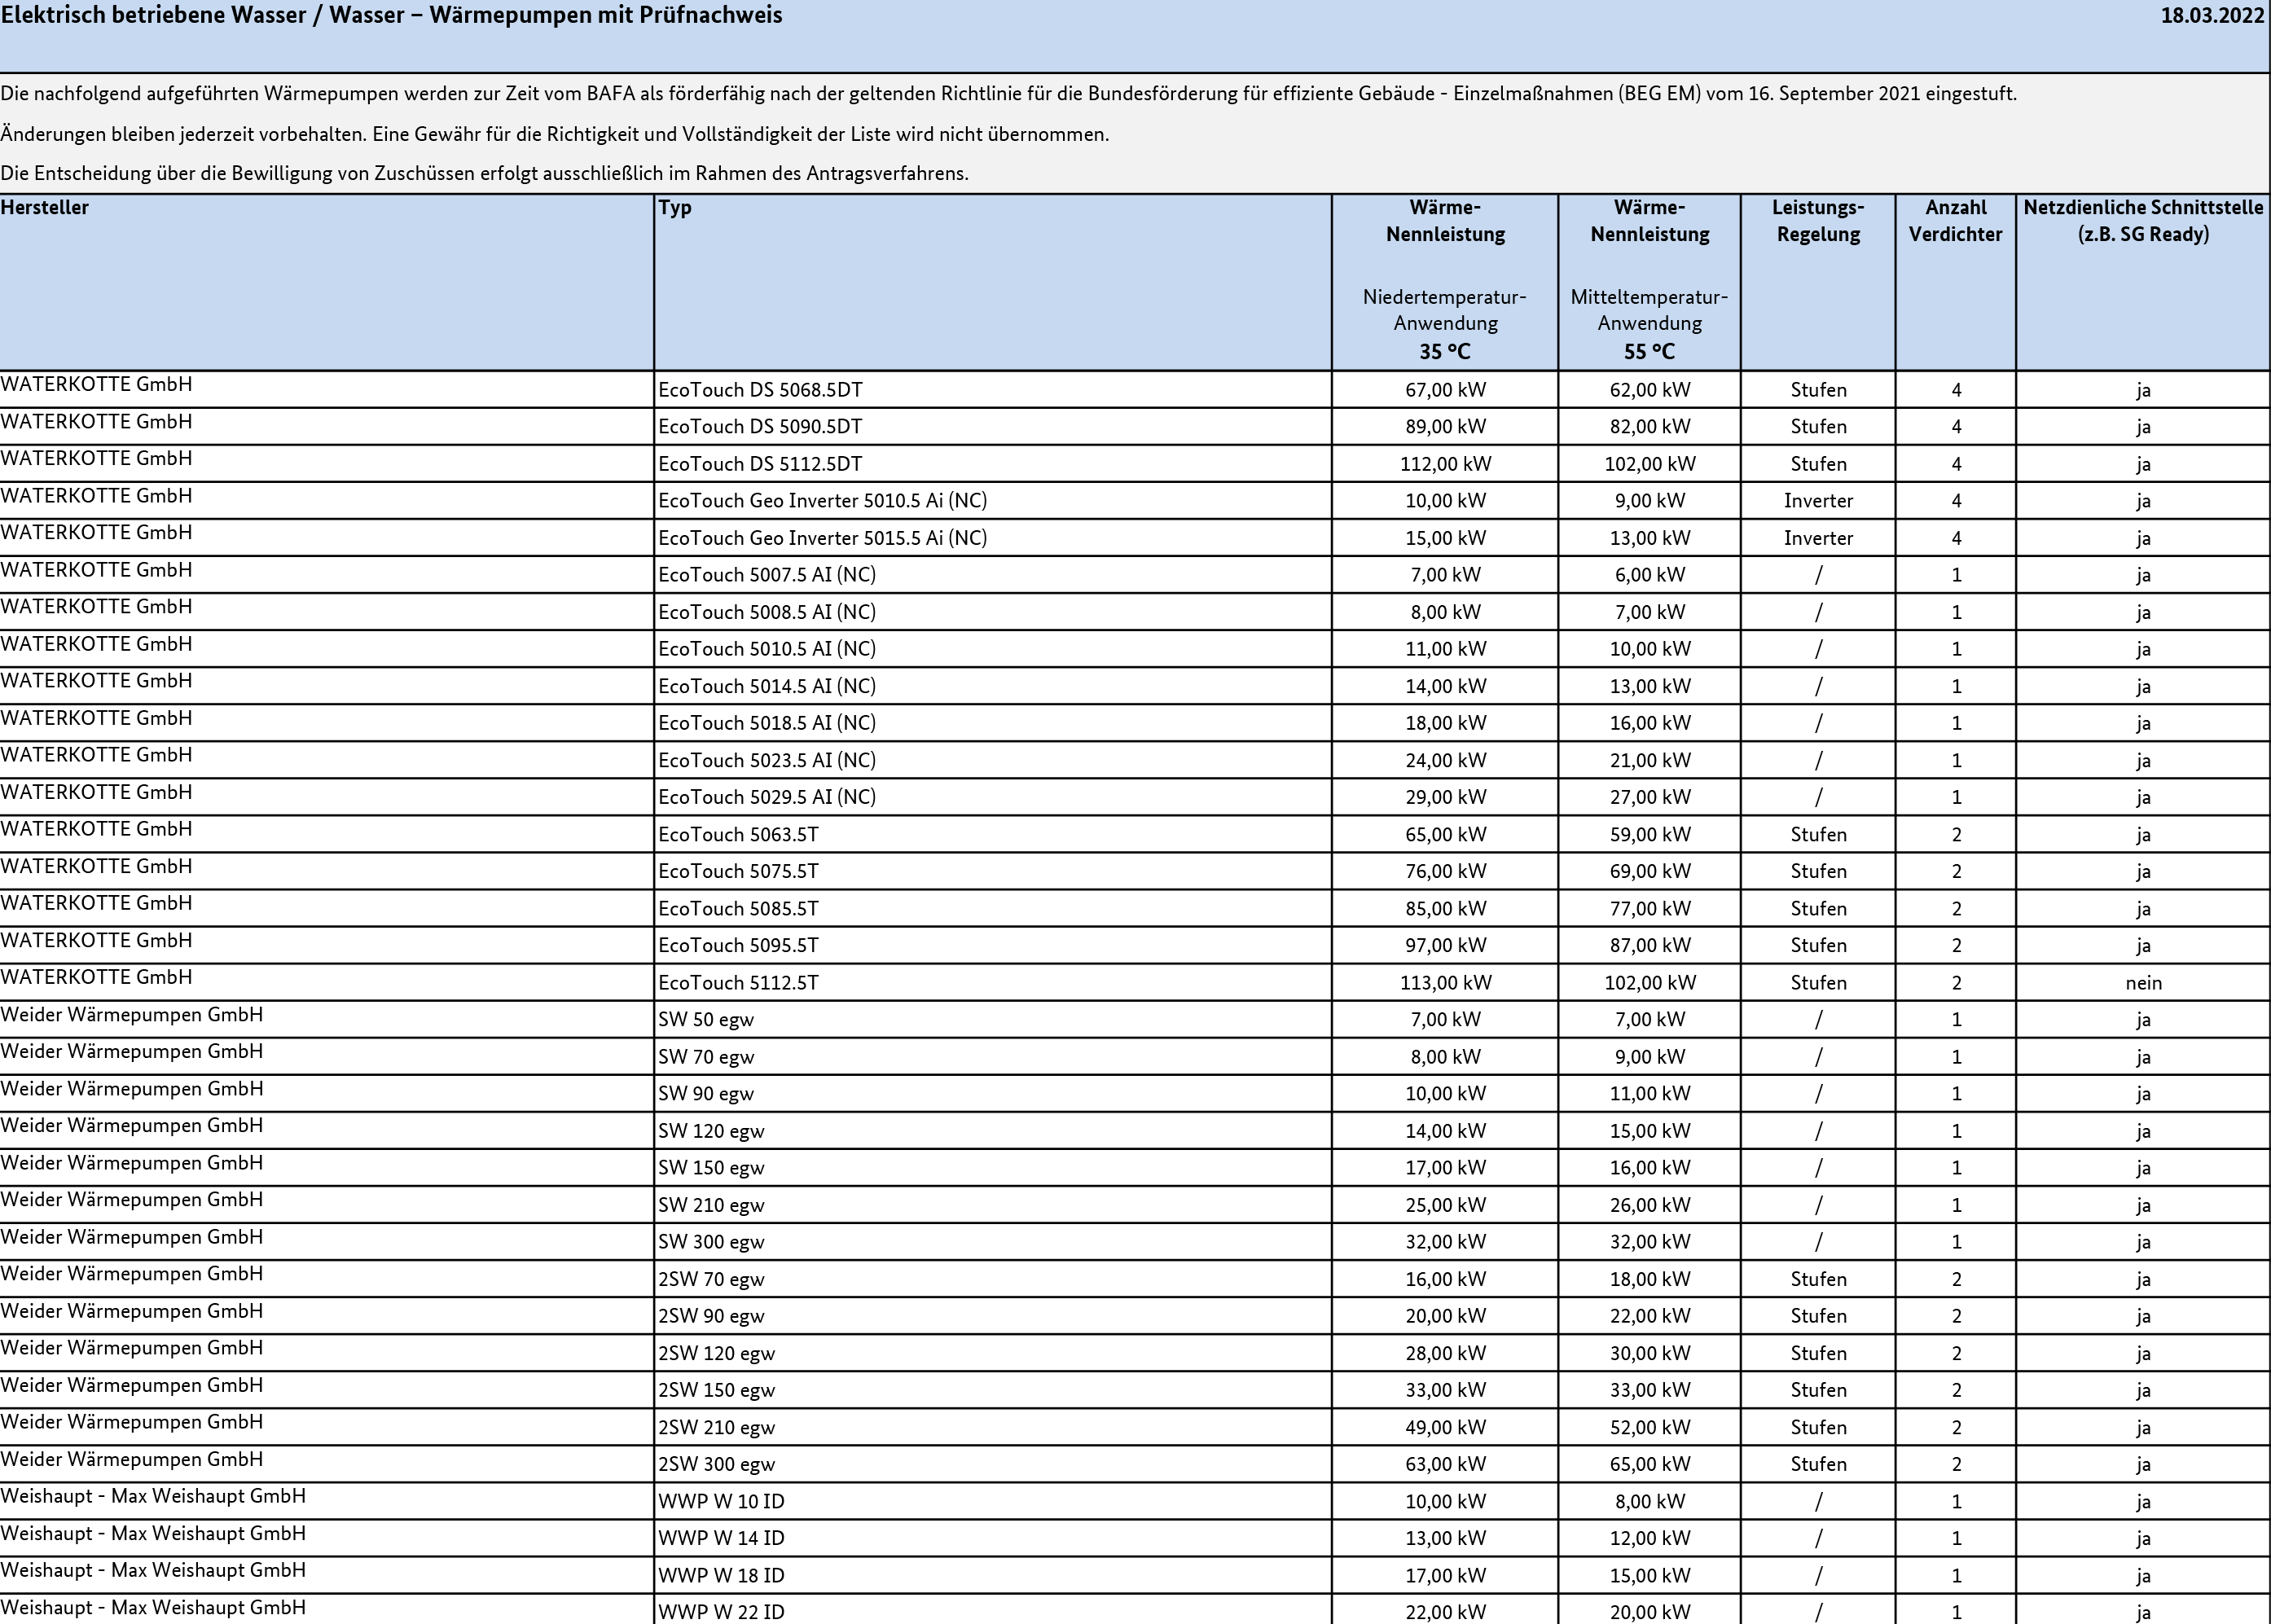 Elektrisch betriebene Wasser / Wasser – Wärmepumpen mit Prüfnachweis 18.03.2022
Die nachfolgend aufgeführten Wärmepumpen werden zur Zeit vom BAFA als förderfähig nach der geltenden Richtlinie für die Bundesförderung für effiziente Gebäude - Einzelmaßnahmen (BEG EM) vom 16. September 2021 eingestuft.
Änderungen bleiben jederzeit vorbehalten. Eine Gewähr für die Richtigkeit und Vollständigkeit der Liste wird nicht übernommen.
Die Entscheidung über die Bewilligung von Zuschüssen erfolgt ausschließlich im Rahmen des Antragsverfahrens.
Hersteller Typ Wärme- Wärme- Leistungs- Anzahl Netzdienliche Schnittstelle
Nennleistung Nennleistung Regelung Verdichter (z.B. SG Ready)
Niedertemperatur- Mitteltemperatur-
Anwendung Anwendung
35 °C 55 °C
WATERKOTTE GmbH EcoTouch DS 5068.5DT 67,00 kW 62,00 kW Stufen 4 ja
WATERKOTTE GmbH EcoTouch DS 5090.5DT 89,00 kW 82,00 kW Stufen 4 ja
WATERKOTTE GmbH EcoTouch DS 5112.5DT 112,00 kW 102,00 kW Stufen 4 ja
WATERKOTTE GmbH EcoTouch Geo Inverter 5010.5 Ai (NC) 10,00 kW 9,00 kW Inverter 4 ja
WATERKOTTE GmbH EcoTouch Geo Inverter 5015.5 Ai (NC) 15,00 kW 13,00 kW Inverter 4 ja
WATERKOTTE GmbH EcoTouch 5007.5 AI (NC) 7,00 kW 6,00 kW / 1 ja
WATERKOTTE GmbH EcoTouch 5008.5 AI (NC) 8,00 kW 7,00 kW / 1 ja
WATERKOTTE GmbH EcoTouch 5010.5 AI (NC) 11,00 kW 10,00 kW / 1 ja
WATERKOTTE GmbH EcoTouch 5014.5 AI (NC) 14,00 kW 13,00 kW / 1 ja
WATERKOTTE GmbH EcoTouch 5018.5 AI (NC) 18,00 kW 16,00 kW / 1 ja
WATERKOTTE GmbH EcoTouch 5023.5 AI (NC) 24,00 kW 21,00 kW / 1 ja
WATERKOTTE GmbH EcoTouch 5029.5 AI (NC) 29,00 kW 27,00 kW / 1 ja
WATERKOTTE GmbH EcoTouch 5063.5T 65,00 kW 59,00 kW Stufen 2 ja
WATERKOTTE GmbH EcoTouch 5075.5T 76,00 kW 69,00 kW Stufen 2 ja
WATERKOTTE GmbH EcoTouch 5085.5T 85,00 kW 77,00 kW Stufen 2 ja
WATERKOTTE GmbH EcoTouch 5095.5T 97,00 kW 87,00 kW Stufen 2 ja
WATERKOTTE GmbH EcoTouch 5112.5T 113,00 kW 102,00 kW Stufen 2 nein
Weider Wärmepumpen GmbH SW 50 egw 7,00 kW 7,00 kW / 1 ja
Weider Wärmepumpen GmbH SW 70 egw 8,00 kW 9,00 kW / 1 ja
Weider Wärmepumpen GmbH SW 90 egw 10,00 kW 11,00 kW / 1 ja
Weider Wärmepumpen GmbH SW 120 egw 14,00 kW 15,00 kW / 1 ja
Weider Wärmepumpen GmbH SW 150 egw 17,00 kW 16,00 kW / 1 ja
Weider Wärmepumpen GmbH SW 210 egw 25,00 kW 26,00 kW / 1 ja
Weider Wärmepumpen GmbH SW 300 egw 32,00 kW 32,00 kW / 1 ja
Weider Wärmepumpen GmbH 2SW 70 egw 16,00 kW 18,00 kW Stufen 2 ja
Weider Wärmepumpen GmbH 2SW 90 egw 20,00 kW 22,00 kW Stufen 2 ja
Weider Wärmepumpen GmbH 2SW 120 egw 28,00 kW 30,00 kW Stufen 2 ja
Weider Wärmepumpen GmbH 2SW 150 egw 33,00 kW 33,00 kW Stufen 2 ja
Weider Wärmepumpen GmbH 2SW 210 egw 49,00 kW 52,00 kW Stufen 2 ja
Weider Wärmepumpen GmbH 2SW 300 egw 63,00 kW 65,00 kW Stufen 2 ja
Weishaupt - Max Weishaupt GmbH WWP W 10 ID 10,00 kW 8,00 kW / 1 ja
Weishaupt - Max Weishaupt GmbH WWP W 14 ID 13,00 kW 12,00 kW / 1 ja
Weishaupt - Max Weishaupt GmbH WWP W 18 ID 17,00 kW 15,00 kW / 1 ja
Weishaupt - Max Weishaupt GmbH WWP W 22 ID 22,00 kW 20,00 kW / 1 ja